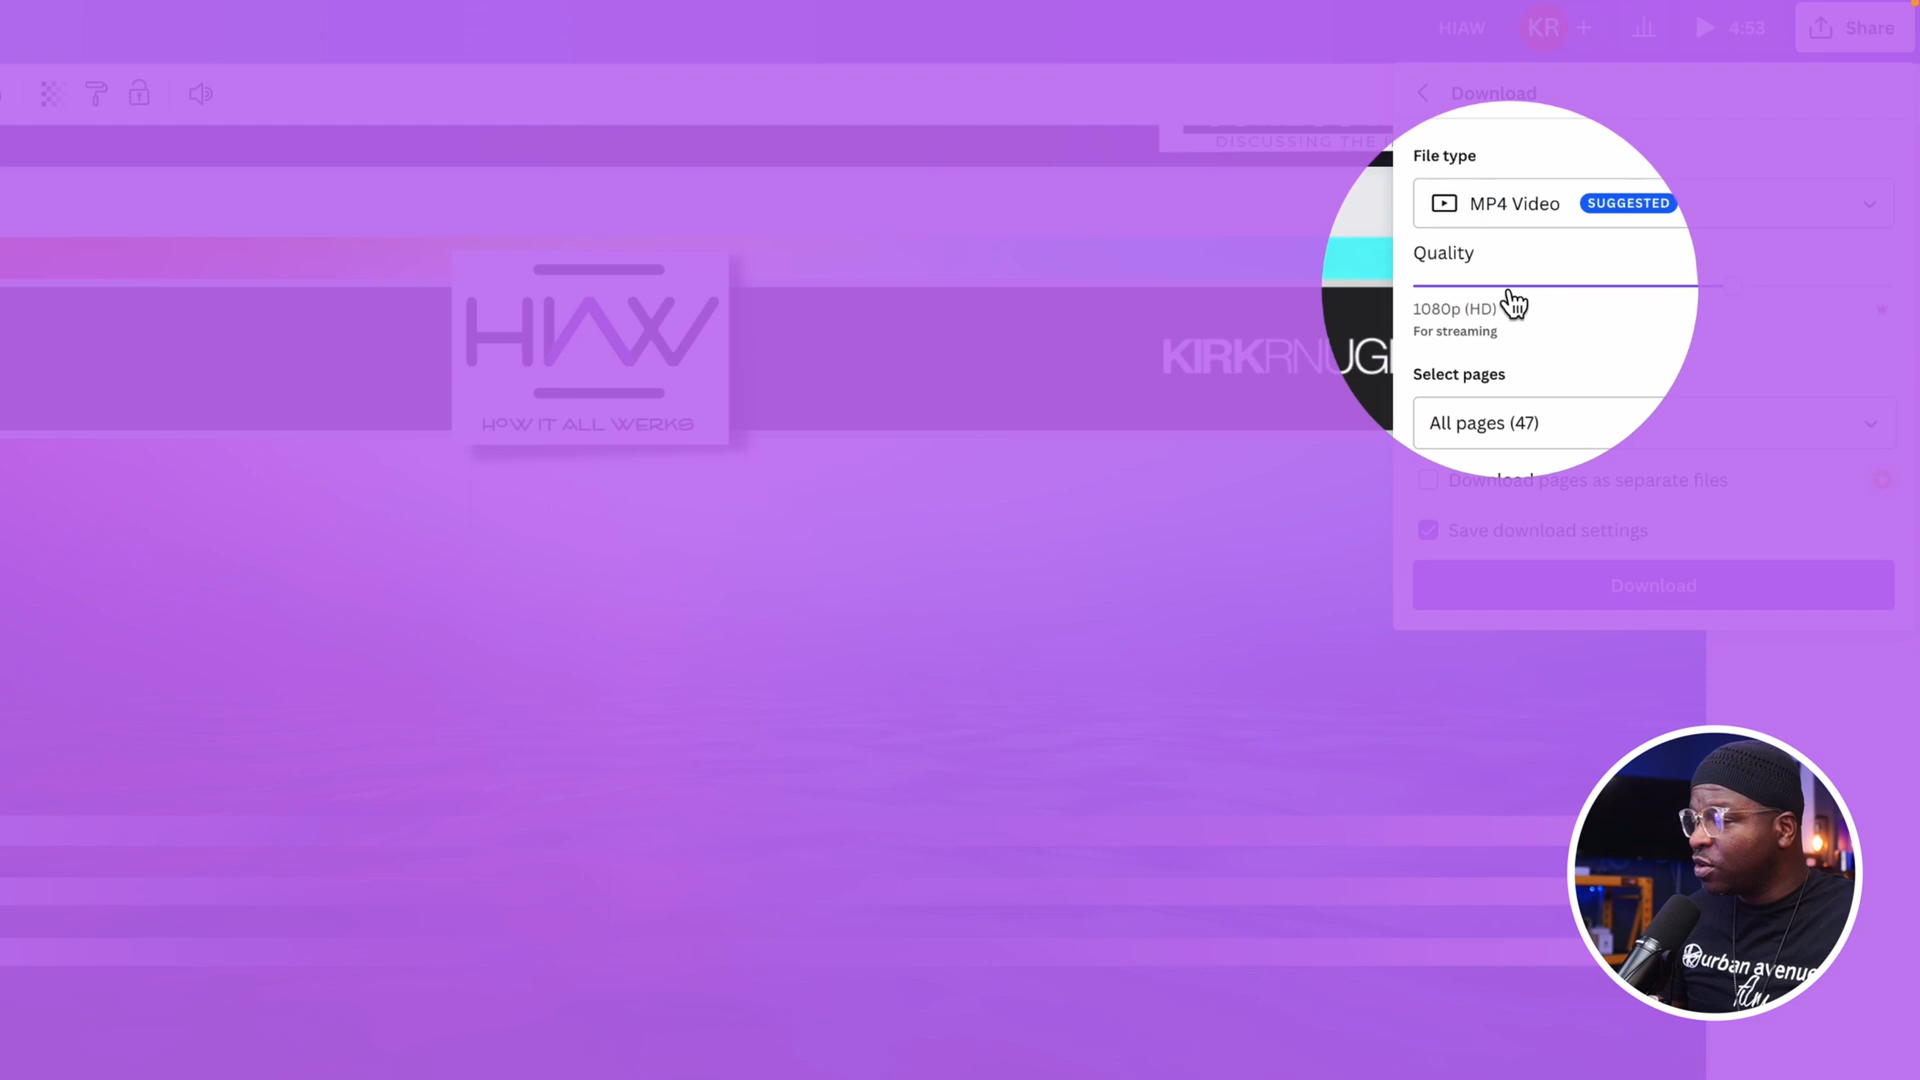 HIAW
KR
4:53
Share
Download
DISCUSSING THE
File type
MP4 Video
SUGGESTED
Quality
1080p (HD)
For streaming
Select pages
All pages (47)
Download pages as separate files
Save download settings
Download
HIAW
HOW IT ALL WERKS
KIRKRNUG
urban avenue